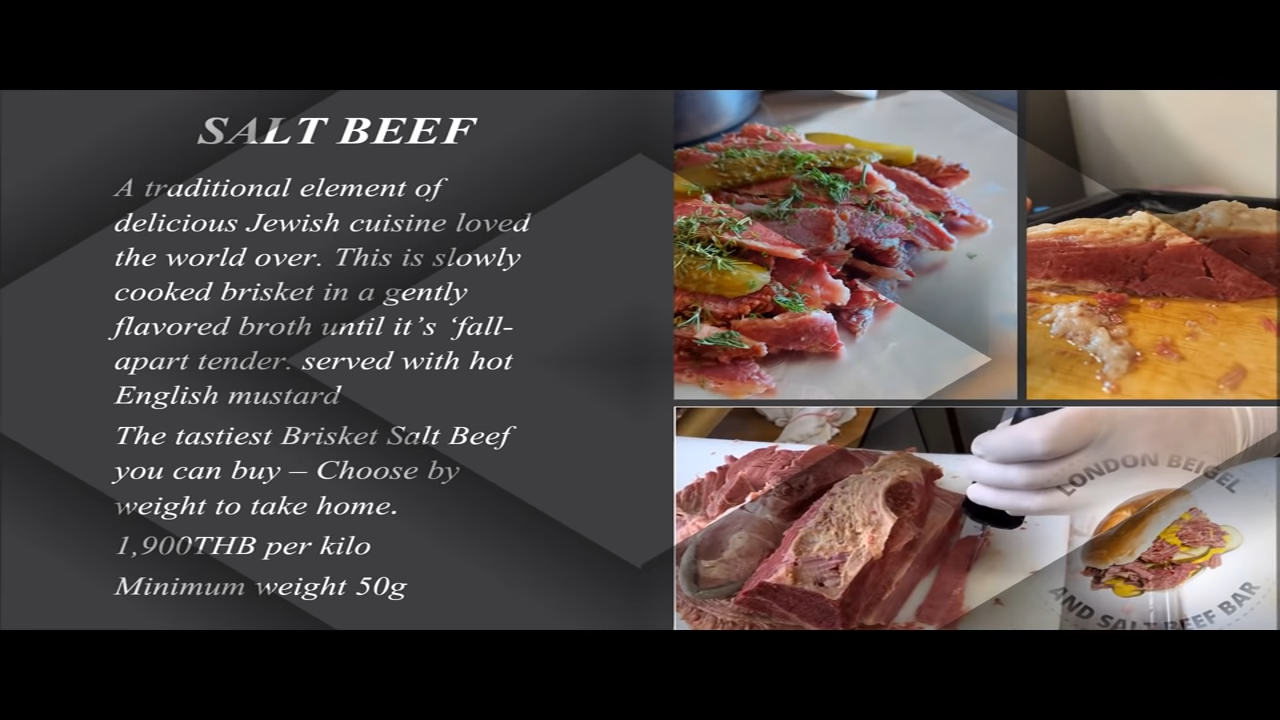 SALT BEEF
A traditional element of
delicious Jewish cuisine loved
the world over. This is slowly
cooked brisket in a gently
flavored broth until it’s ‘fall-
apart tender. served with hot
English mustard
The tastiest Brisket Salt Beef
you can buy – Choose by
weight to take home.
1,900THB per kilo
Minimum weight 50g
LONDON BEIGEL
AND SALT BEEF BAR